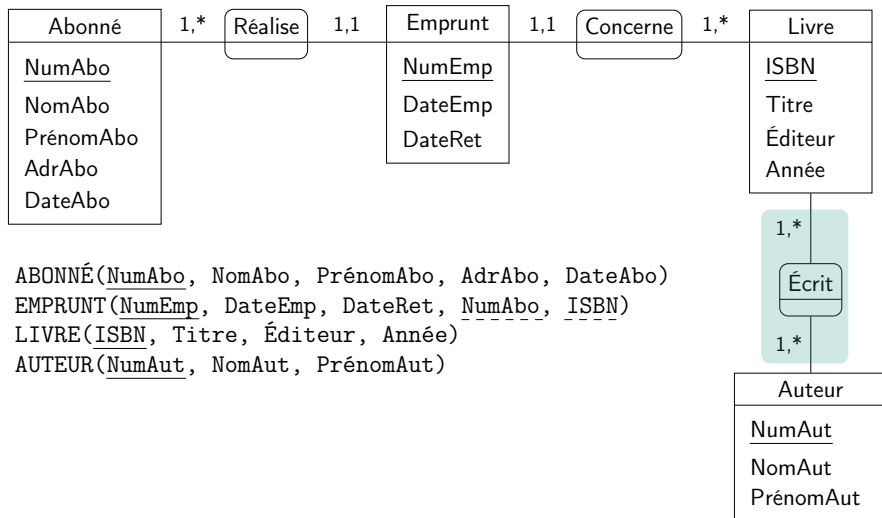 Abonné 1,* Réalise 1,1 Emprunt 1,1 Concerne 1,* Livre
NumAbo
NomAbo
PrénomAbo
AdrAbo
DateAbo
NumEmp
DateEmp
DateRet
ISBN
Titre
Éditeur
Année
1,*
Écrit
1,*
ABONNÉ(NumAbo, NomAbo, PrénomAbo, AdrAbo, DateAbo)
EMPRUNT(NumEmp, DateEmp, DateRet, NumAbo, ISBN)
LIVRE(ISBN, Titre, Éditeur, Année)
AUTEUR(NumAut, NomAut, PrénomAut)
Auteur
NumAut
NomAut
PrénomAut